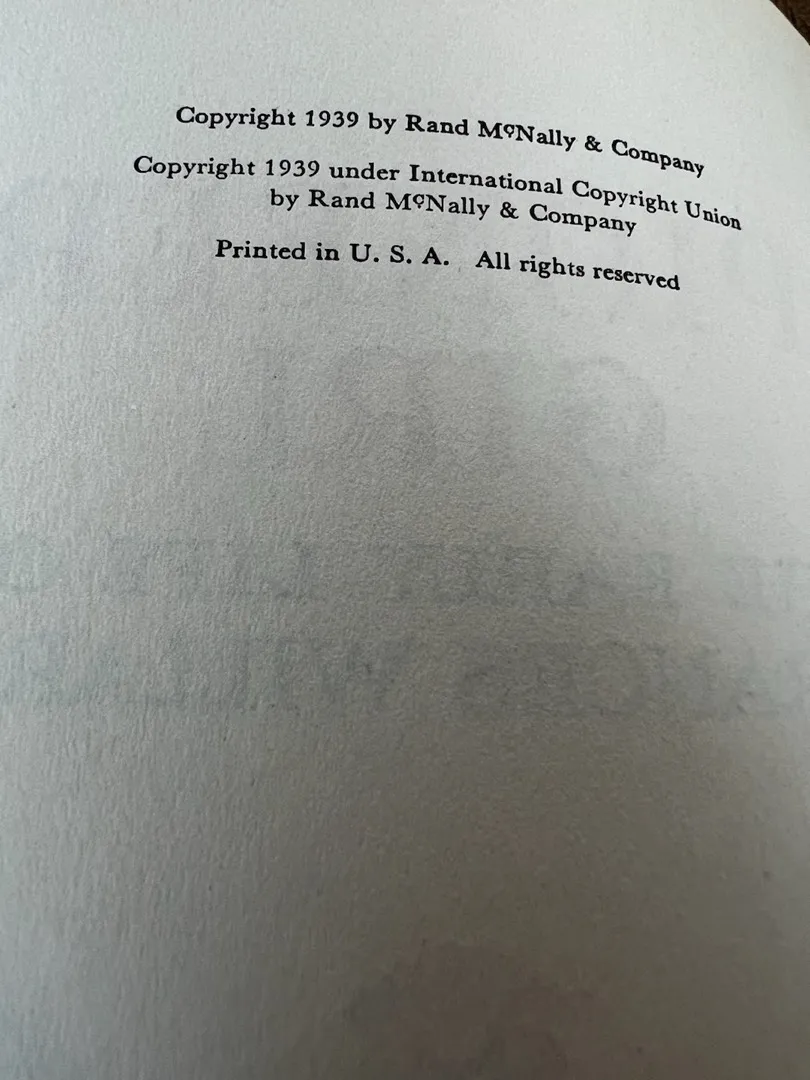 Copyright 1939 by Rand McNally & Company
Copyright 1939 under International Copyright Union
by Rand McNally & Company
Printed in U. S. A. All rights reserved